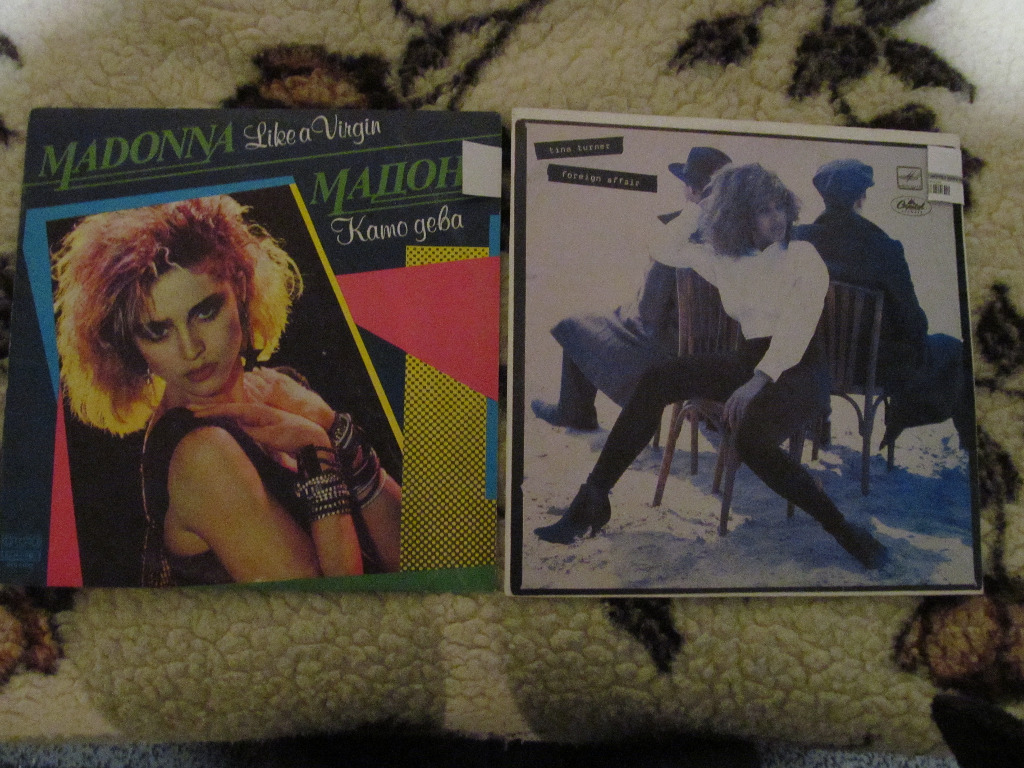 MADONNA Like a Virgin
МАДОН
Като дева
tina turner
foreign affair
Capitol